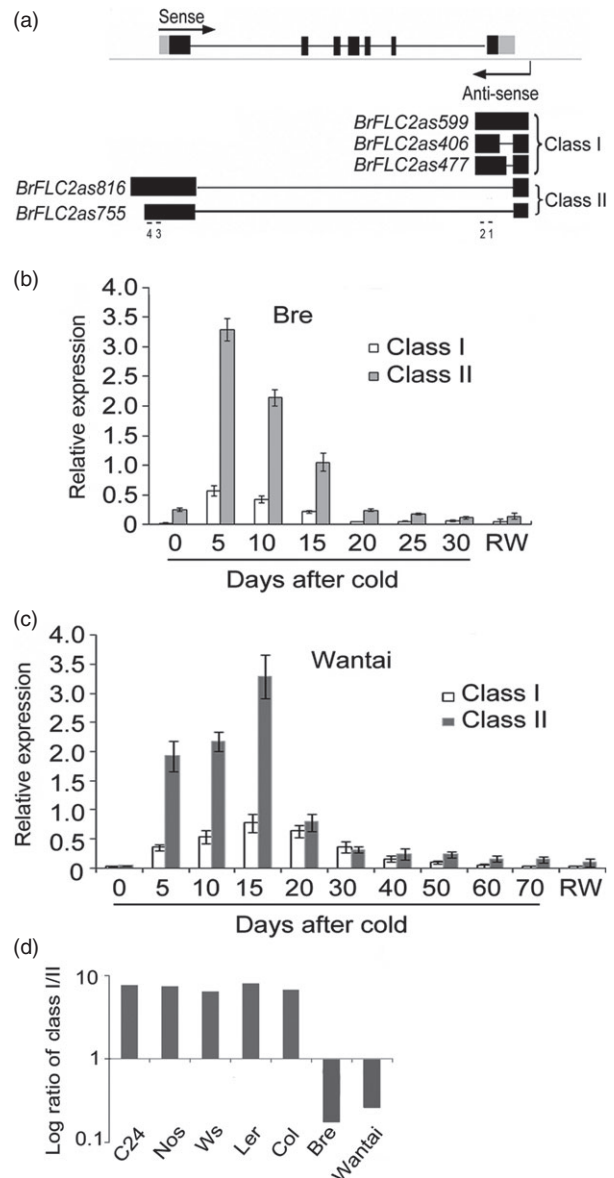 (a)
Sense
Anti-sense
BrFLC2as599
BrFLC2as406
BrFLC2as477
Class I
BrFLC2as816
BrFLC2as755
Class II
4 3
2 1
(b)
Bre
Relative expression
4.0
3.5
3.0
2.5
2.0
1.5
1.0
0.5
0
Class I
Class II
0 5 10 15 20 25 30 RW
Days after cold
(c)
Wantai
Relative expression
4.0
3.5
3.0
2.5
2.0
1.5
1.0
0.5
0
Class I
Class II
0 5 10 15 20 30 40 50 60 70 RW
Days after cold
(d)
Log ratio of class I/II
10
1
0.1
C24 Nos Ws Ler Col Bre Wantai